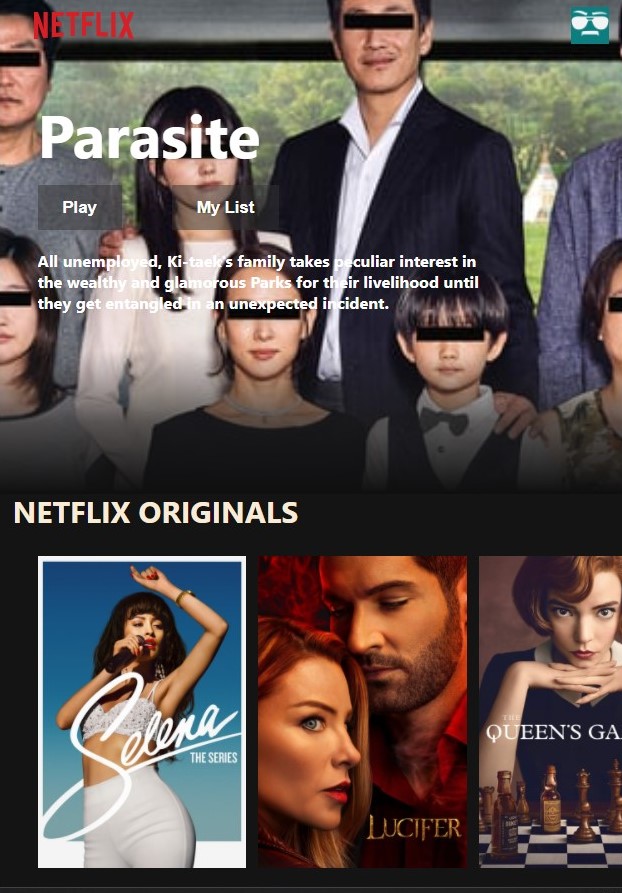 NETFLIX
Parasite
Play
My List
All unemployed, Ki-taek's family takes peculiar interest in
the wealthy and glamorous Parks for their livelihood until
they get entangled in an unexpected incident.
NETFLIX ORIGINALS
Selena
THE SERIES
LUCIFER
THE
QUEEN'S GA